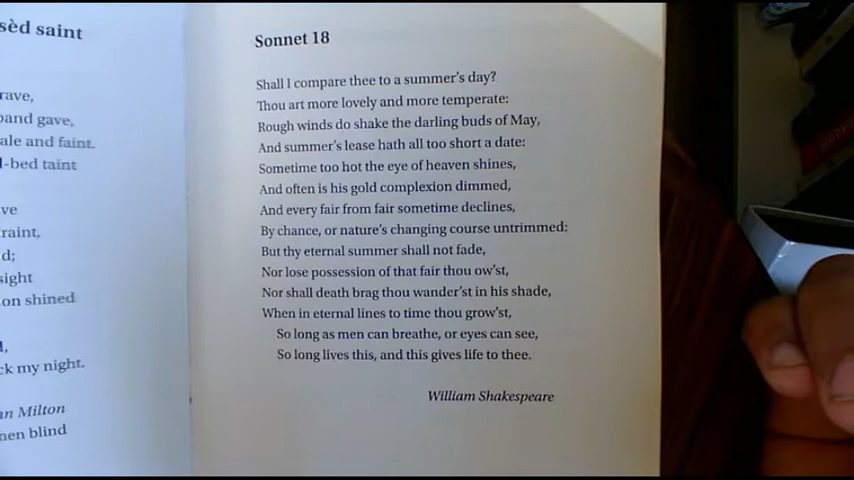 sèd saint
rave,
band gave,
ale and faint.
-bed taint
ve
raint,
d;
sight
on shined
d,
ck my night.
an Milton
hen blind
Sonnet 18
Shall I compare thee to a summer's day?
Thou art more lovely and more temperate:
Rough winds do shake the darling buds of May,
And summer's lease hath all too short a date:
Sometime too hot the eye of heaven shines,
And often is his gold complexion dimmed,
And every fair from fair sometime declines,
By chance, or nature's changing course untrimmed:
But thy eternal summer shall not fade,
Nor lose possession of that fair thou ow'st,
Nor shall death brag thou wander'st in his shade,
When in eternal lines to time thou grow'st,
So long as men can breathe, or eyes can see,
So long lives this, and this gives life to thee.
William Shakespeare